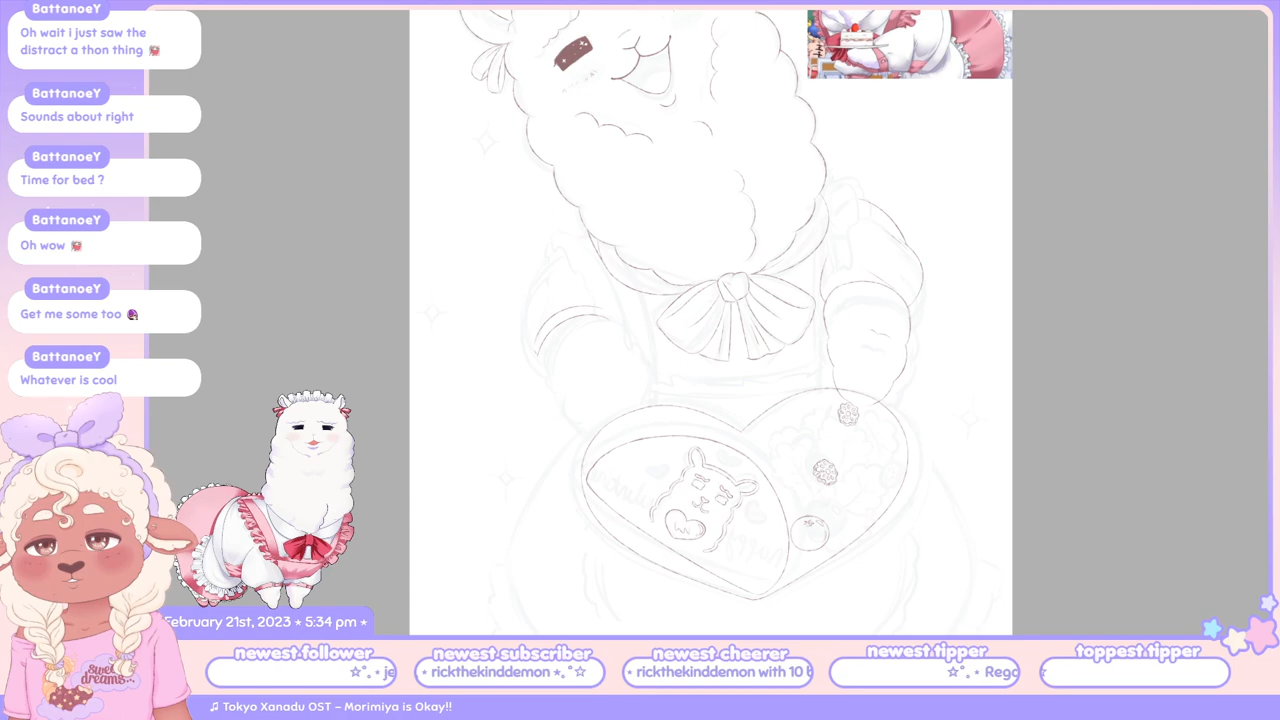 BattanoeY
Oh wait i just saw the
distract a thon thing
BattanoeY
Sounds about right
BattanoeY
Time for bed ?
BattanoeY
Oh wow
BattanoeY
Get me some too
BattanoeY
Whatever is cool
February 21st, 2023 ⋆ 5:34 pm ⋆
sweet
dreams...
newest follower
newest subscriber
newest cheerer
newest tipper
toppest tipper
☆°｡⋆ je
⋆ rickthekinddemon ⋆｡°☆
⋆ rickthekinddemon with 10 b
☆°｡⋆ Rega
♫ Tokyo Xanadu OST - Morimiya is Okay!!